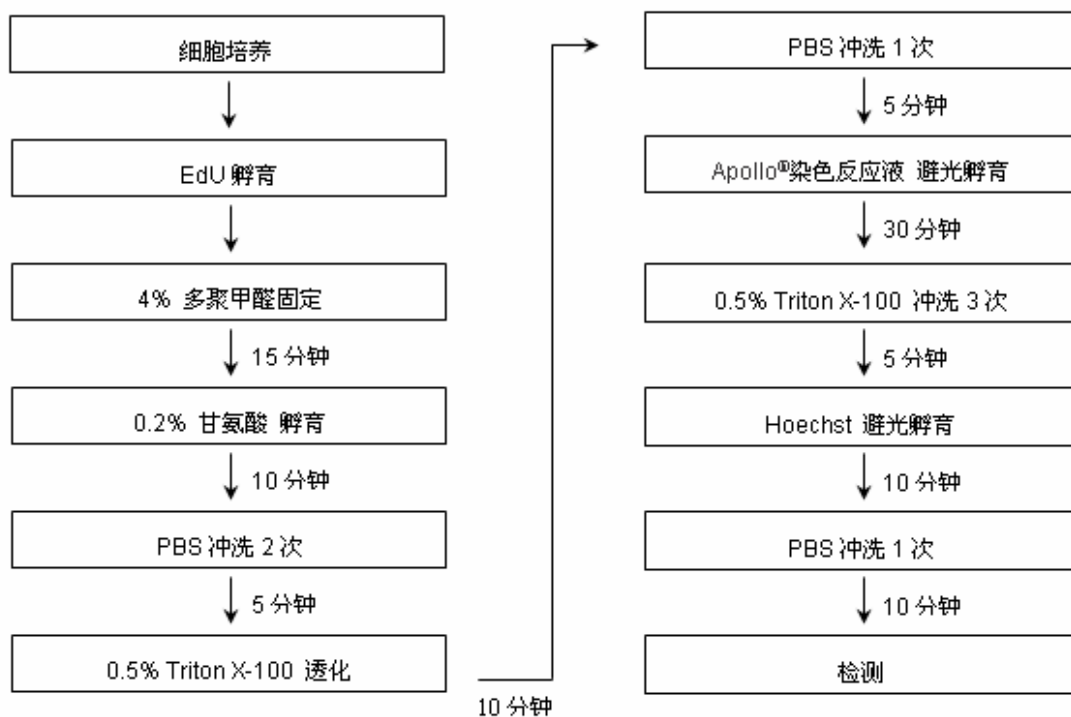 细胞培养
EdU 孵育
4% 多聚甲醛固定
15 分钟
0.2% 甘氨酸 孵育
10 分钟
PBS 冲洗 2 次
5 分钟
0.5% Triton X-100 透化
10 分钟
PBS 冲洗 1 次
5 分钟
Apollo®染色反应液 避光孵育
30 分钟
0.5% Triton X-100 冲洗 3 次
5 分钟
Hoechst 避光孵育
10 分钟
PBS 冲洗 1 次
10 分钟
检测